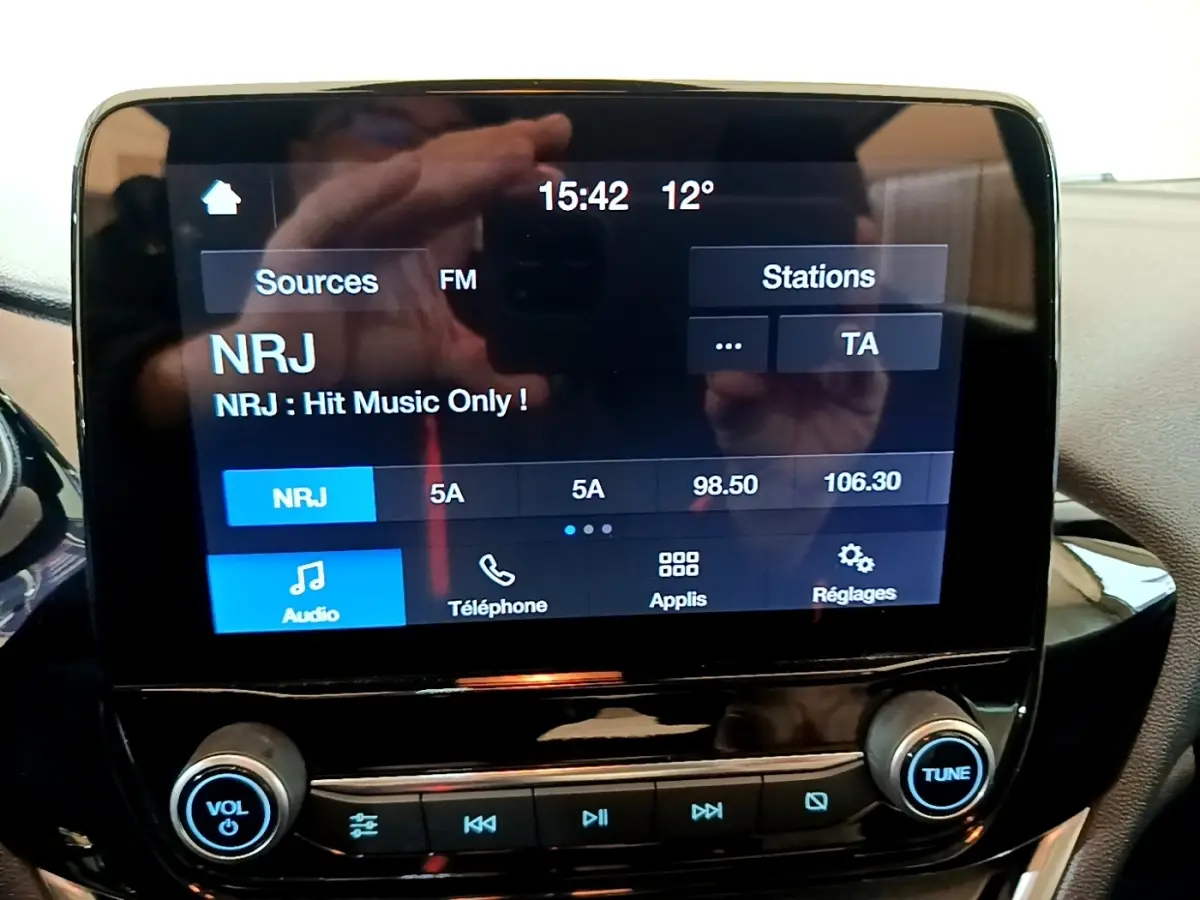 15:42 12°
Sources FM Stations
NRJ ... TA
NRJ : Hit Music Only !
NRJ 5A 5A 98.50 106.30
Audio Téléphone Applis Réglages
VOL TUNE